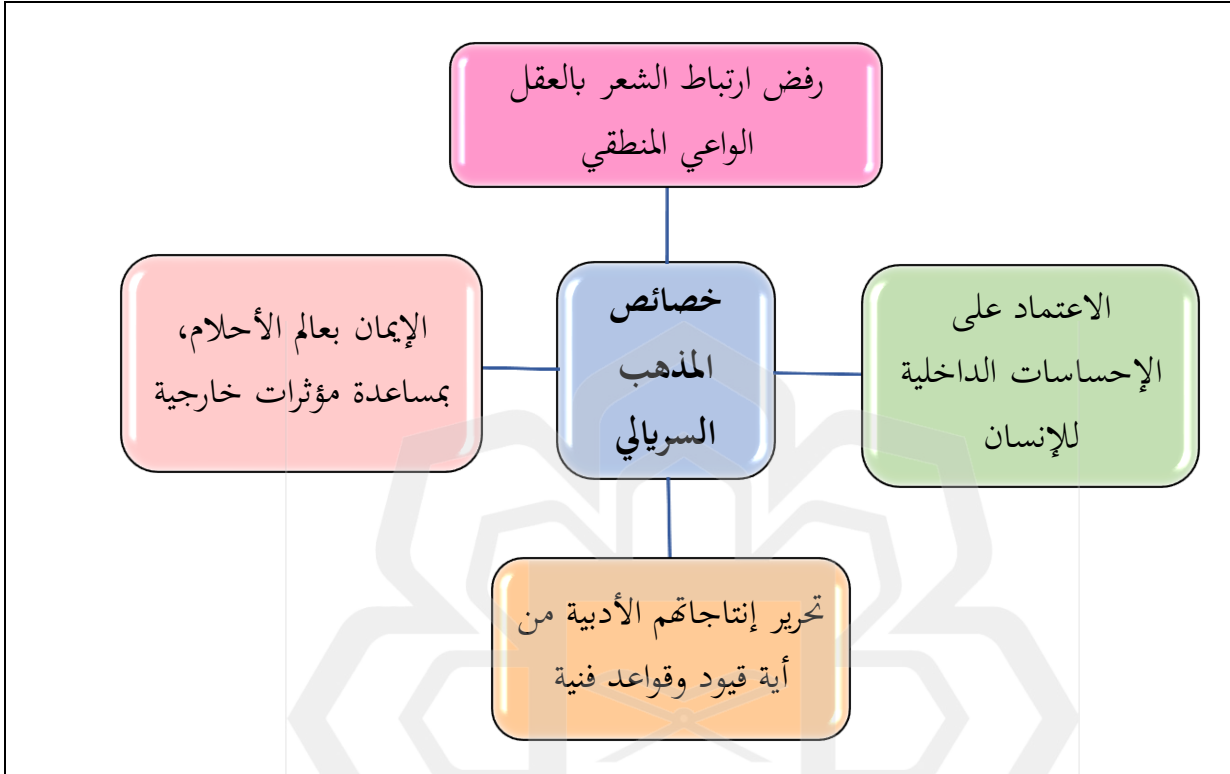 رفض ارتباط الشعر بالعقل
الواعي المنطقي
الاعتماد على
الإحساسات الداخلية
للإنسان
خصائص
المذهب
السريالي
الإيمان بعالم الأحلام،
بمساعدة مؤثرات خارجية
تحرير إنتاجاتهم الأدبية من
أية قيود وقواعد فنية